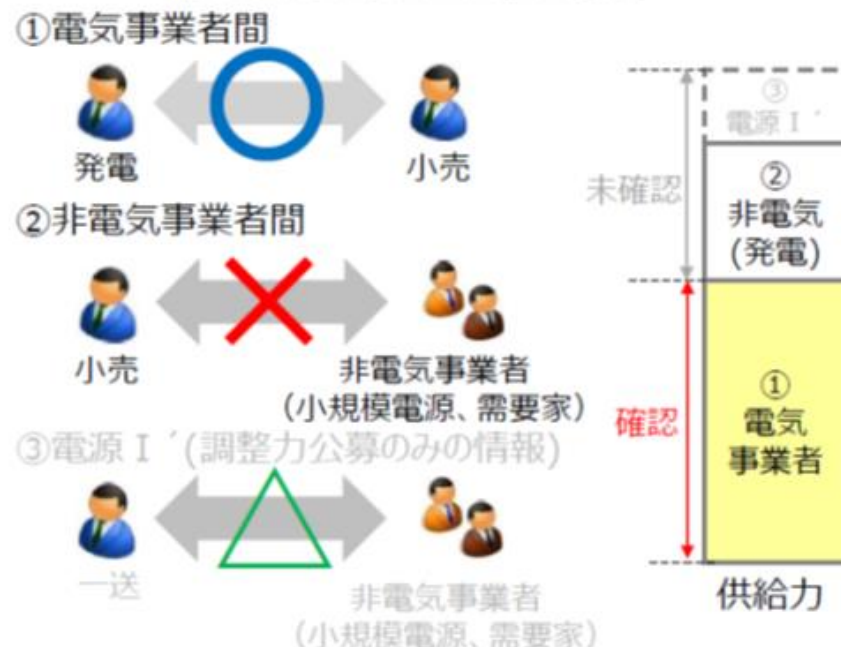 ①電気事業者間
発電
小売
②非電気事業者間
小売
非電気事業者
(小規模電源、需要家)
③電源Ⅰ´(調整力公募のみの情報)
一送
非電気事業者
(小規模電源、需要家)
③
電源Ⅰ´
未確認
②
非電気
(発電)
確認
①
電気
事業者
供給力